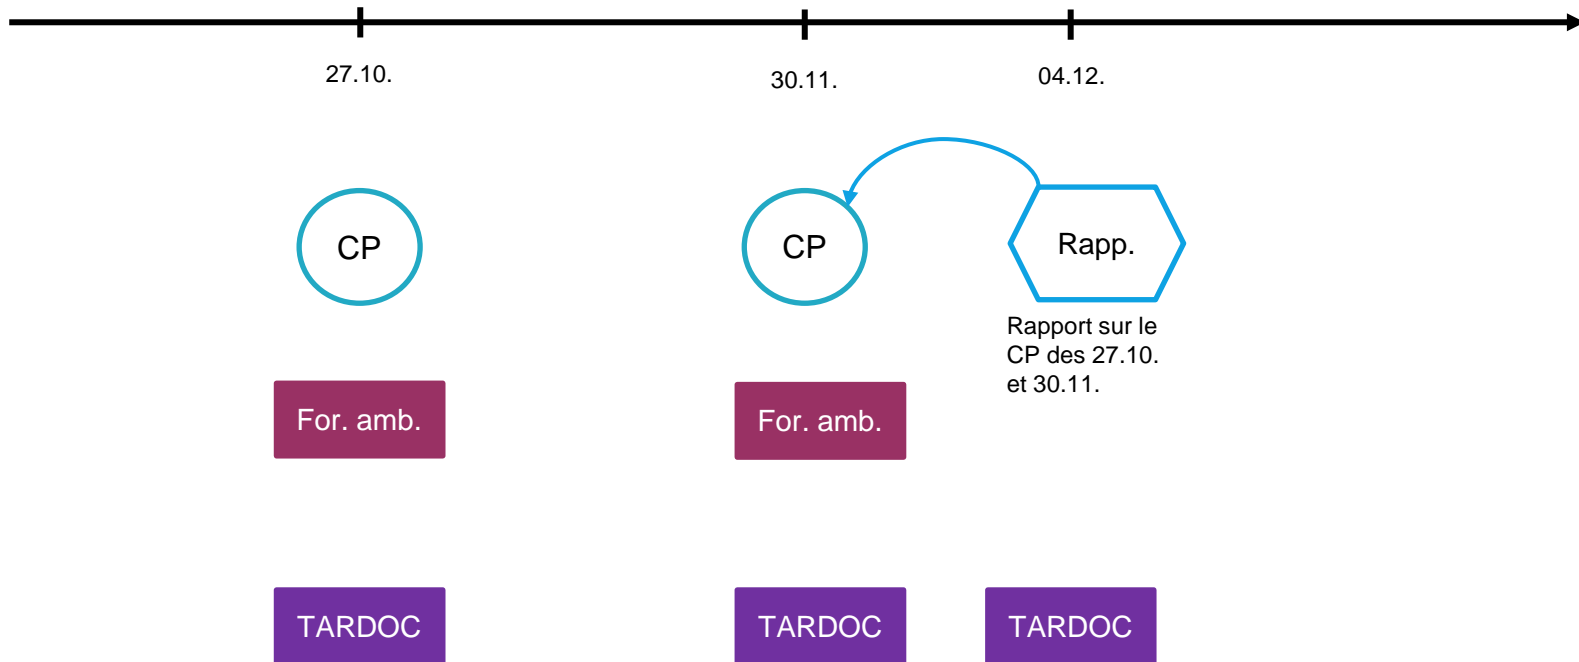 27.10.
30.11.
04.12.
CP
CP
Rapp.
Rapport sur le
CP des 27.10.
et 30.11.
For. amb.
For. amb.
TARDOC
TARDOC
TARDOC